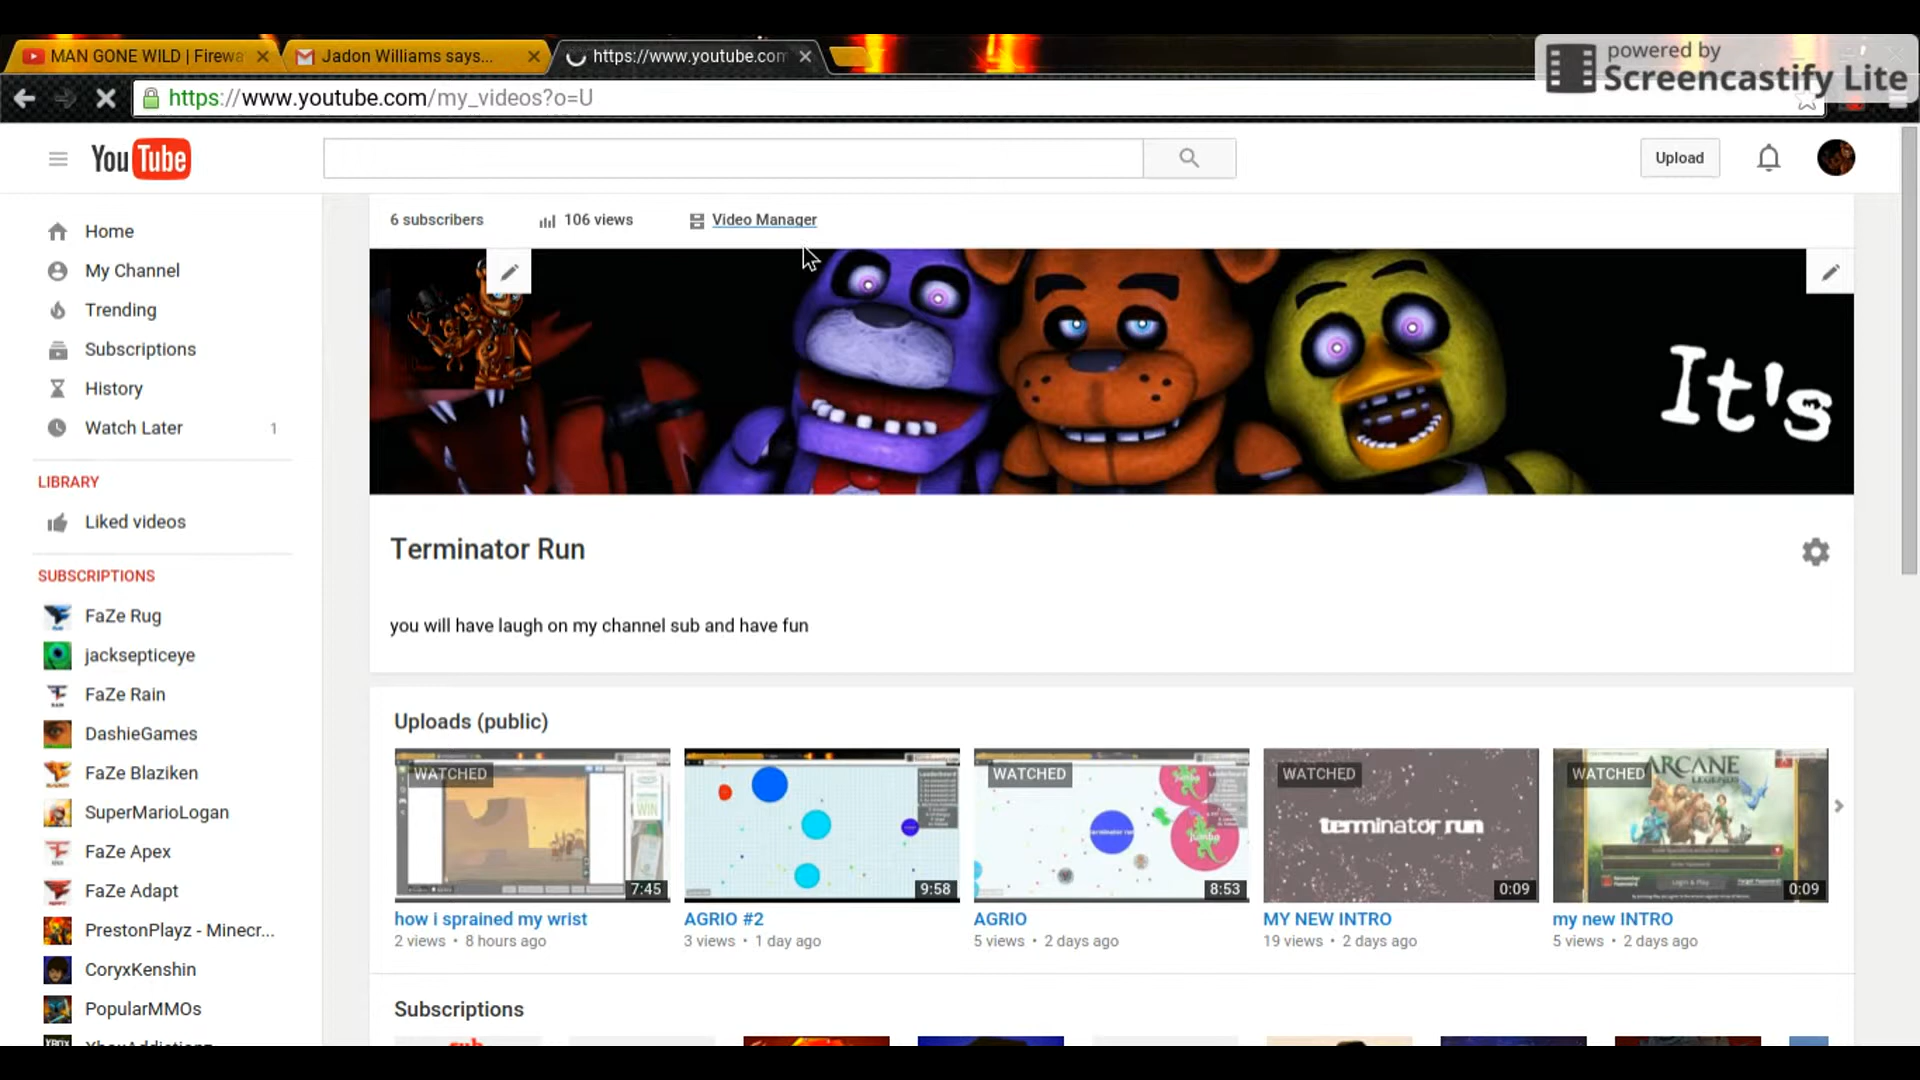 MAN GONE WILD | Firewa
Jadon Williams says...
https://www.youtube.com
powered by
Screencastify Lite
https://www.youtube.com/my_videos?o=U
YouTube
Upload
6 subscribers
106 views
Video Manager
Home
My Channel
Trending
Subscriptions
History
Watch Later 1
It's
LIBRARY
Liked videos
Terminator Run
you will have laugh on my channel sub and have fun
SUBSCRIPTIONS
FaZe Rug
jacksepticeye
FaZe Rain
DashieGames
FaZe Blaziken
SuperMarioLogan
FaZe Apex
FaZe Adapt
PrestonPlayz - Minecr...
CoryxKenshin
PopularMMOs
Uploads (public)
WATCHED
WIN
7:45
how i sprained my wrist
2 views • 8 hours ago
9:58
AGRIO #2
3 views • 1 day ago
WATCHED
terminator run
jumbo
jumbo
8:53
AGRIO
5 views • 2 days ago
WATCHED
terminator run
0:09
MY NEW INTRO
19 views • 2 days ago
WATCHED
ARCANE
LEGENDS
0:09
my new INTRO
5 views • 2 days ago
Subscriptions